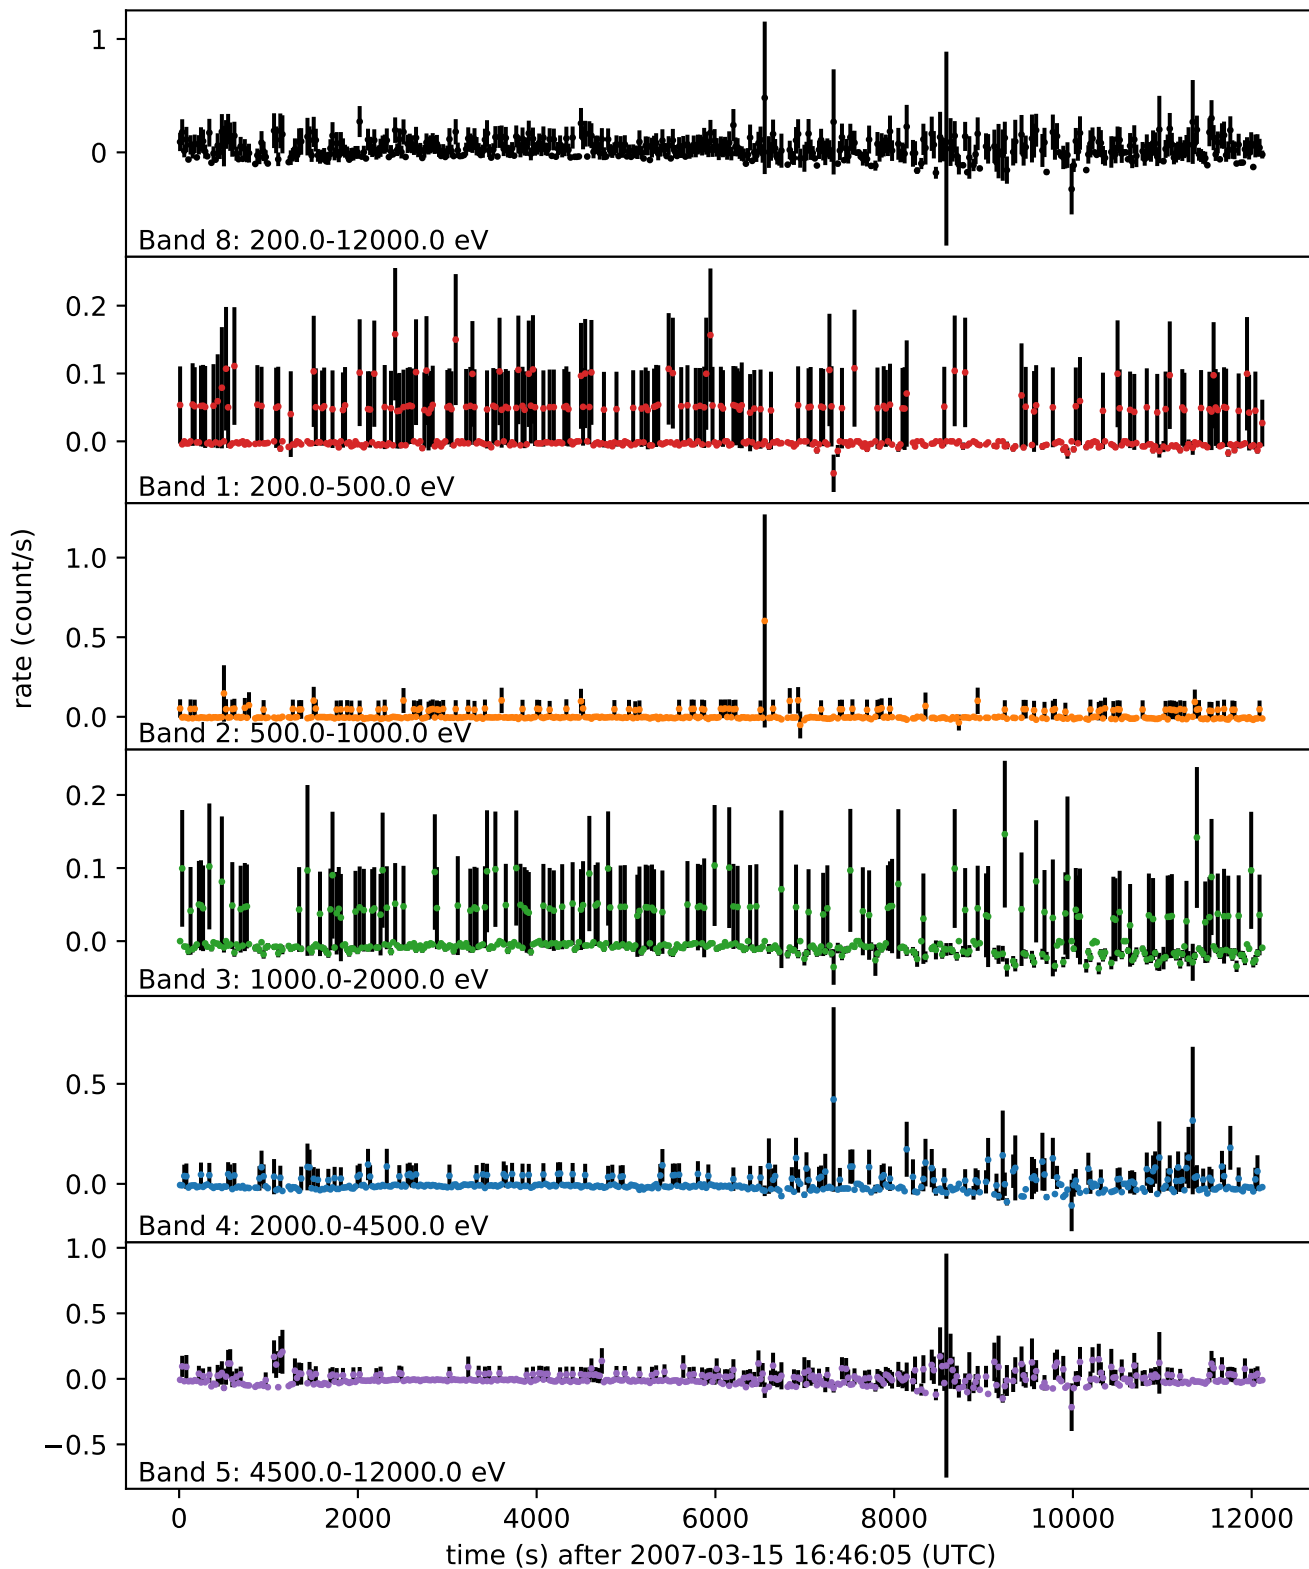 1
0
Band 8: 200.0-12000.0 eV
0.2
0.1
0.0
Band 1: 200.0-500.0 eV
rate (count/s)
1.0
0.5
0.0
Band 2: 500.0-1000.0 eV
0.2
0.1
0.0
Band 3: 1000.0-2000.0 eV
0.5
0.0
Band 4: 2000.0-4500.0 eV
1.0
0.5
0.0
−0.5
Band 5: 4500.0-12000.0 eV
0 2000 4000 6000 8000 10000 12000
time (s) after 2007-03-15 16:46:05 (UTC)